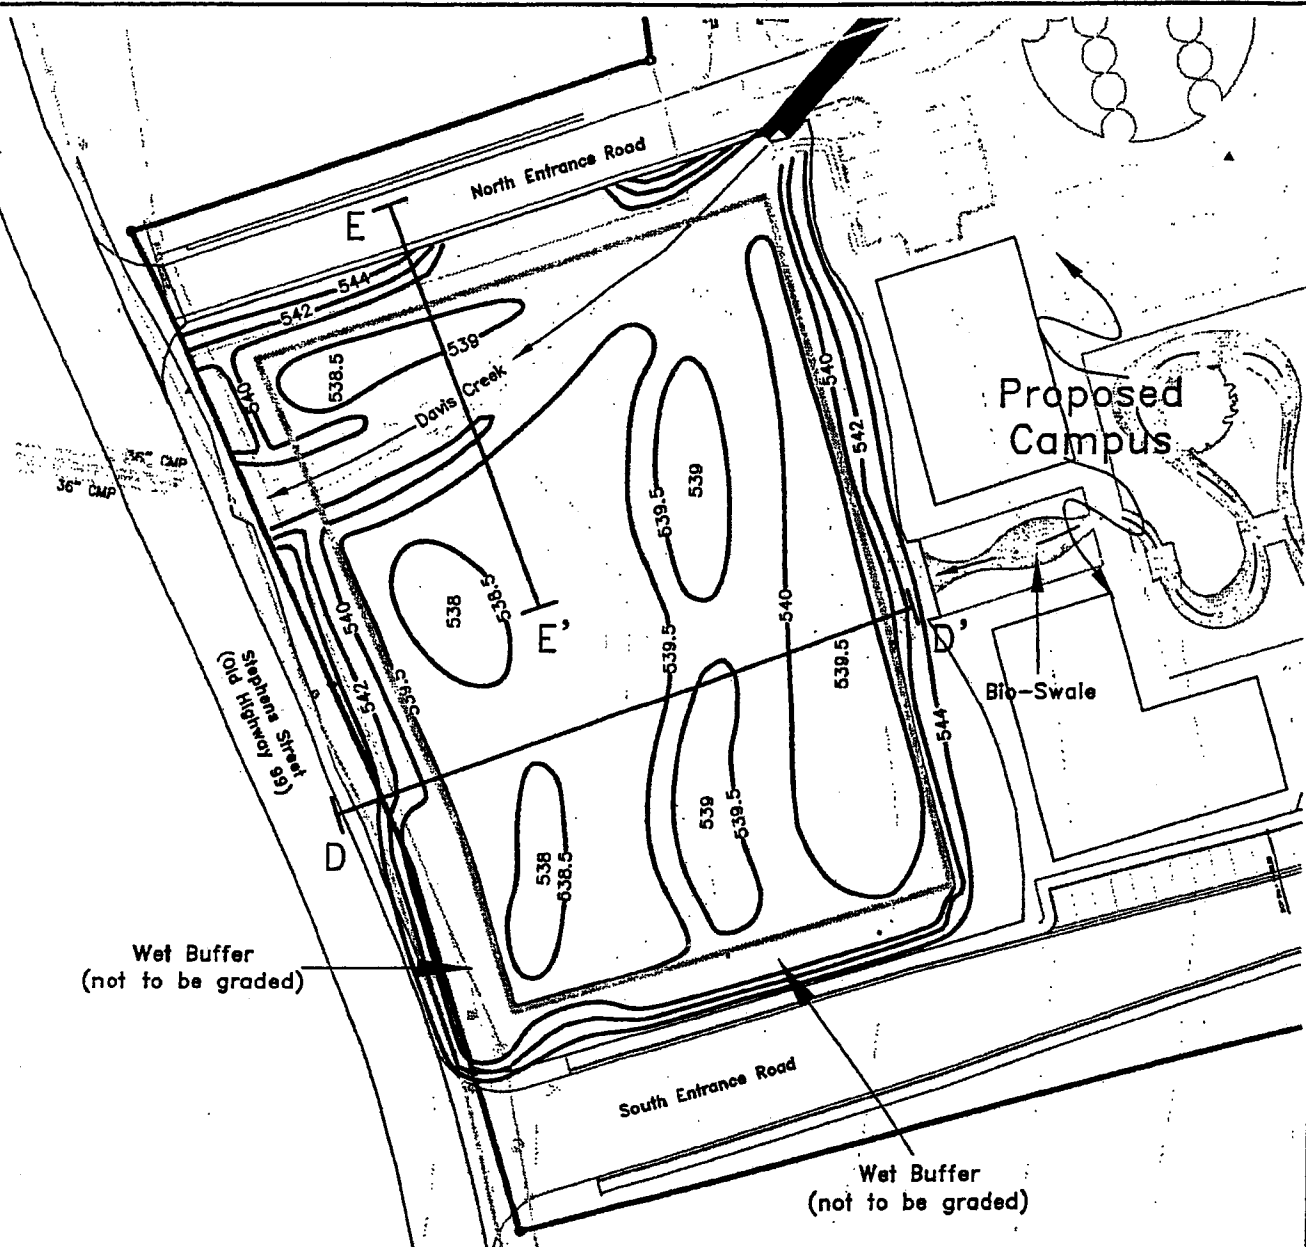 North Entrance Road
E
544
542
539
538.5
540
Davis Creek
36" CMP
36" CMP
Proposed
Campus
540
542
539
539.5
538
538.5
E'
540
540
539.5
539.5
D'
Bio-Swale
542
539.5
544
Stephens Street
(Old Highway 99)
D
539
539.5
538
538.5
Wet Buffer
(not to be graded)
South Entrance Road
Wet Buffer
(not to be graded)